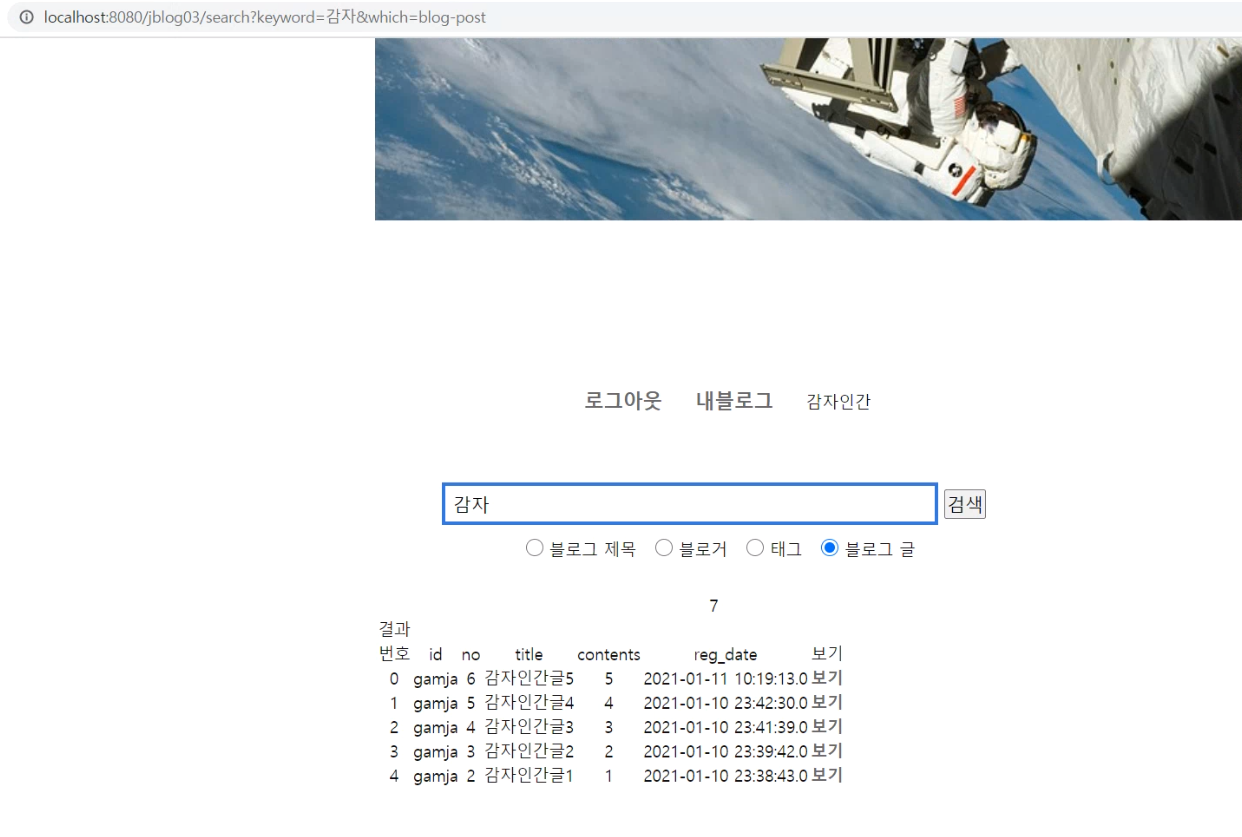 localhost:8080/jblog03/search?keyword=감자&which=blog-post
로그아웃 내블로그 감자인간
감자 검색
블로그 제목 블로거 태그 블로그 글
7
결과
번호 id no title contents reg_date 보기
0 gamja 6 감자인간글5 5 2021-01-11 10:19:13.0 보기
1 gamja 5 감자인간글4 4 2021-01-10 23:42:30.0 보기
2 gamja 4 감자인간글3 3 2021-01-10 23:41:39.0 보기
3 gamja 3 감자인간글2 2 2021-01-10 23:39:42.0 보기
4 gamja 2 감자인간글1 1 2021-01-10 23:38:43.0 보기